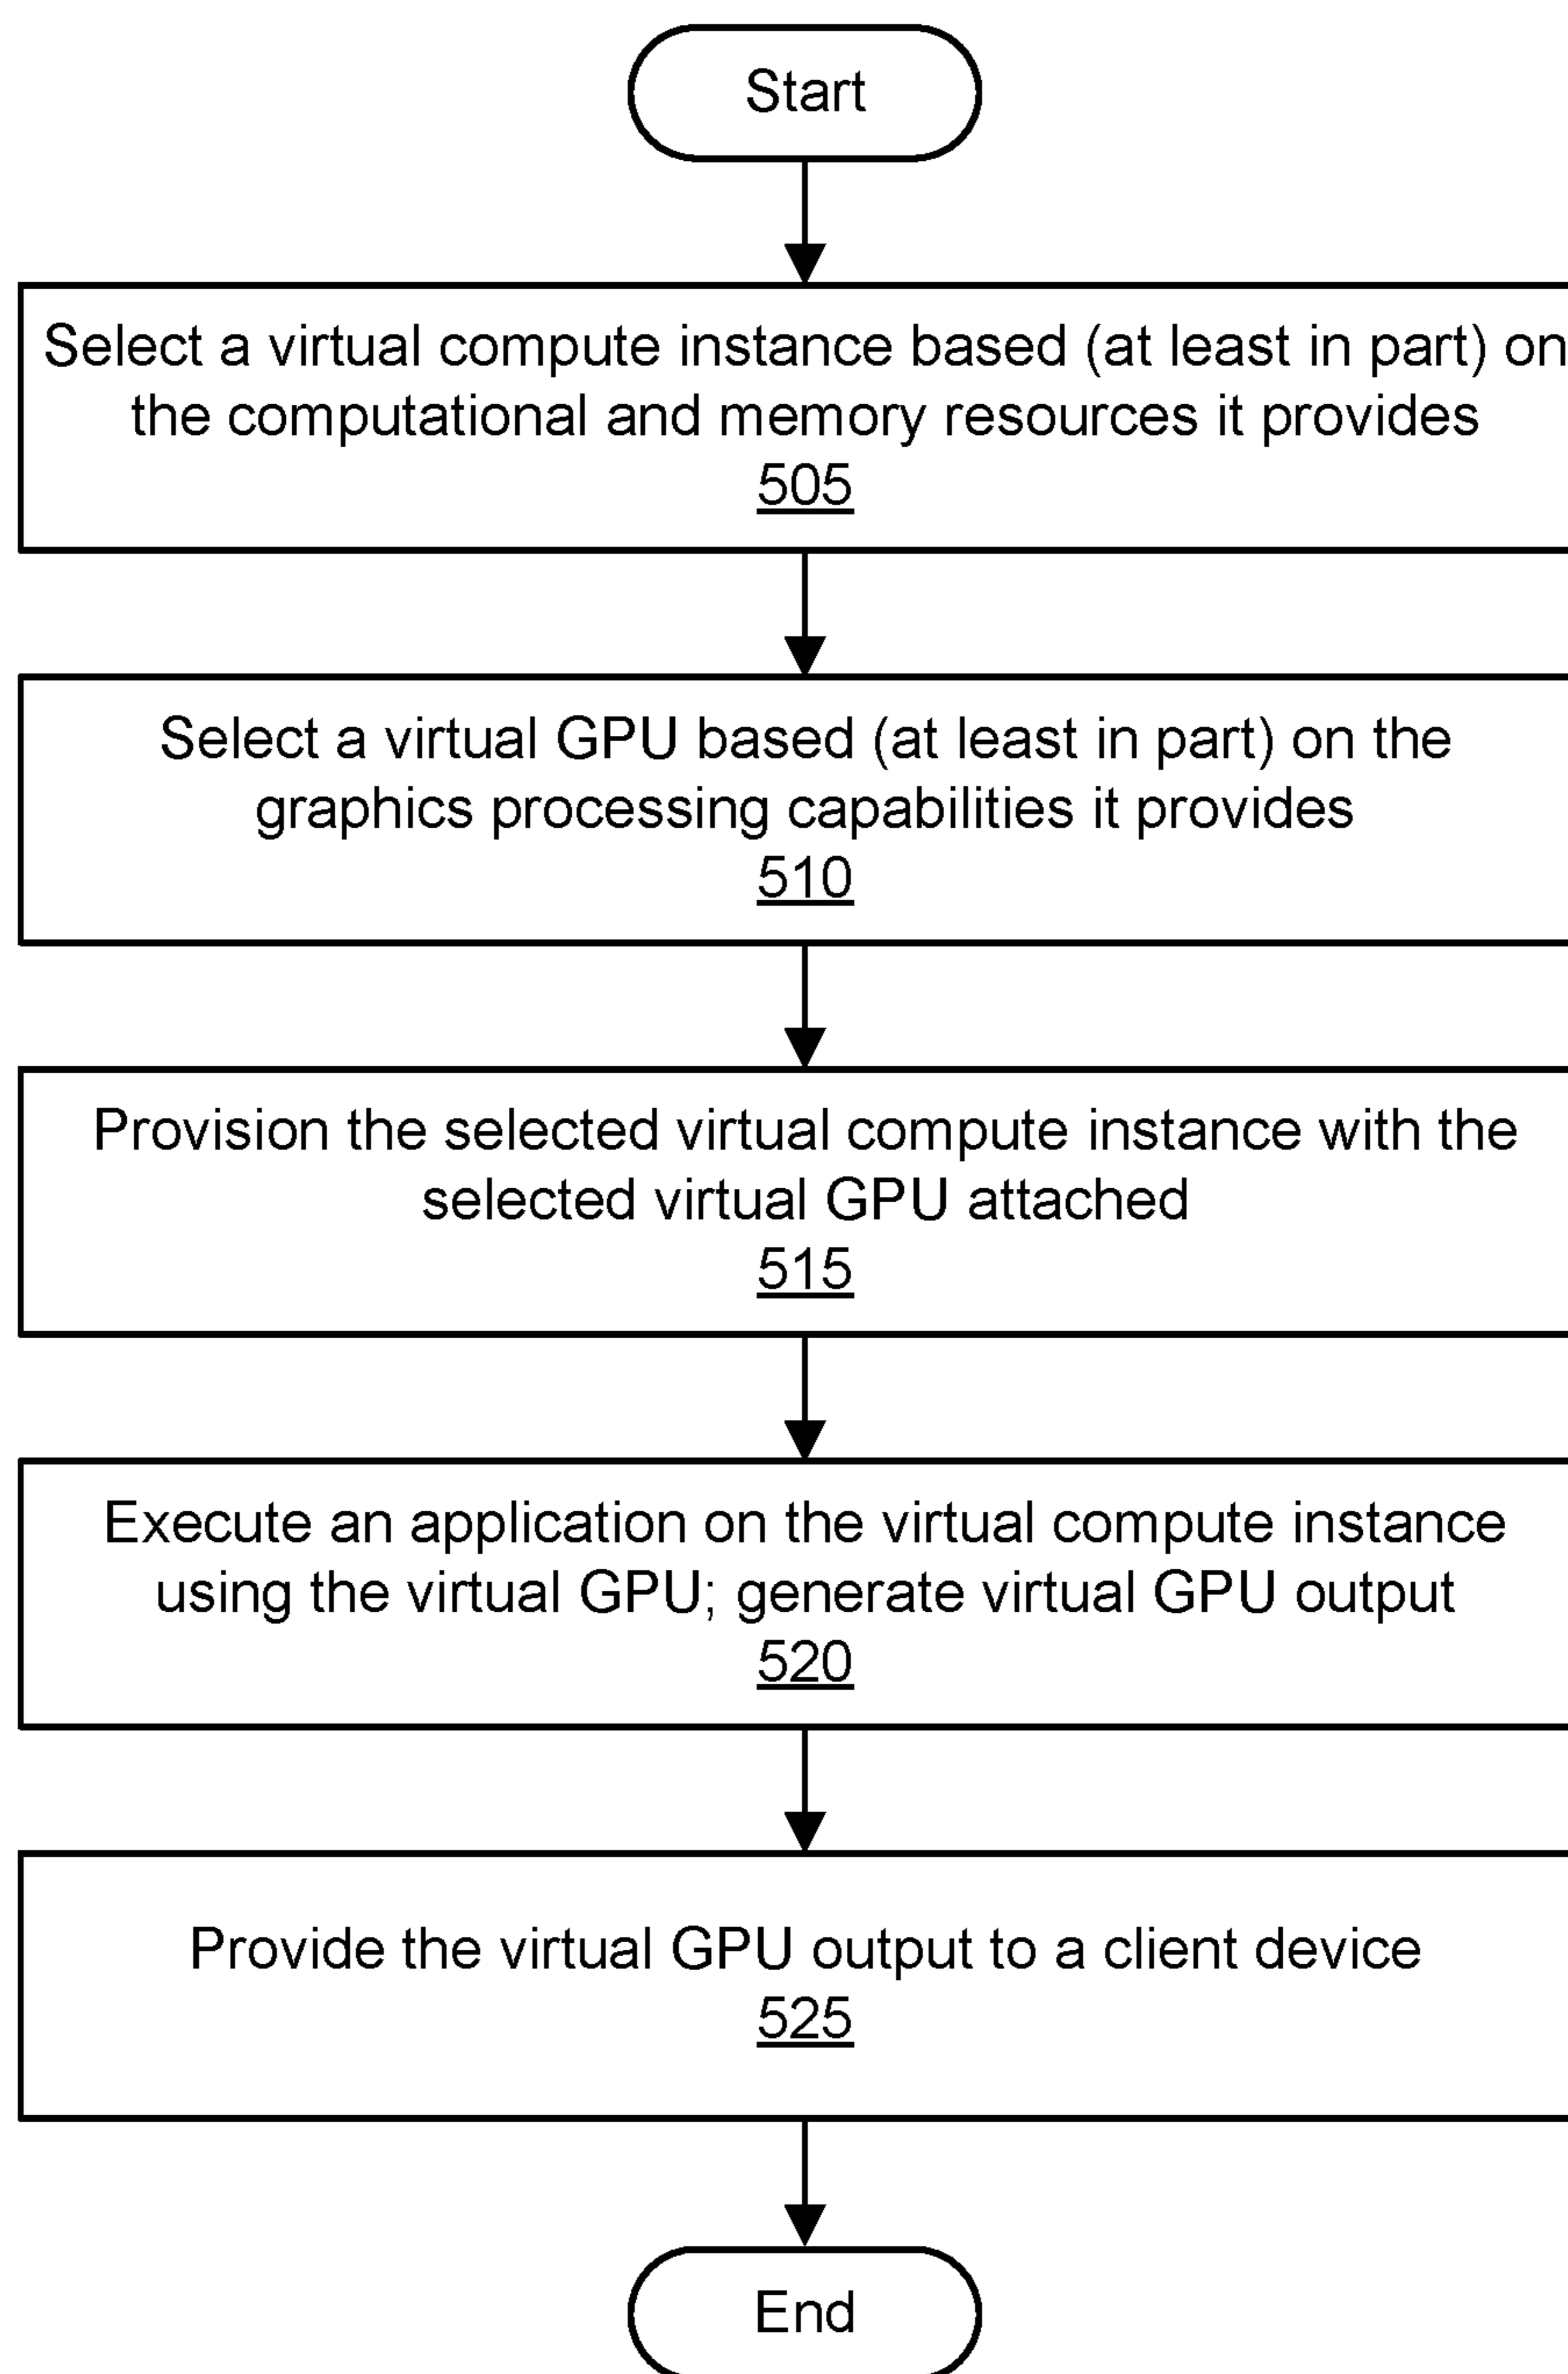 Start
Select a virtual compute instance based (at least in part) on
the computational and memory resources it provides
505
Select a virtual GPU based (at least in part) on the
graphics processing capabilities it provides
510
Provision the selected virtual compute instance with the
selected virtual GPU attached
515
Execute an application on the virtual compute instance
using the virtual GPU; generate virtual GPU output
520
Provide the virtual GPU output to a client device
525
End